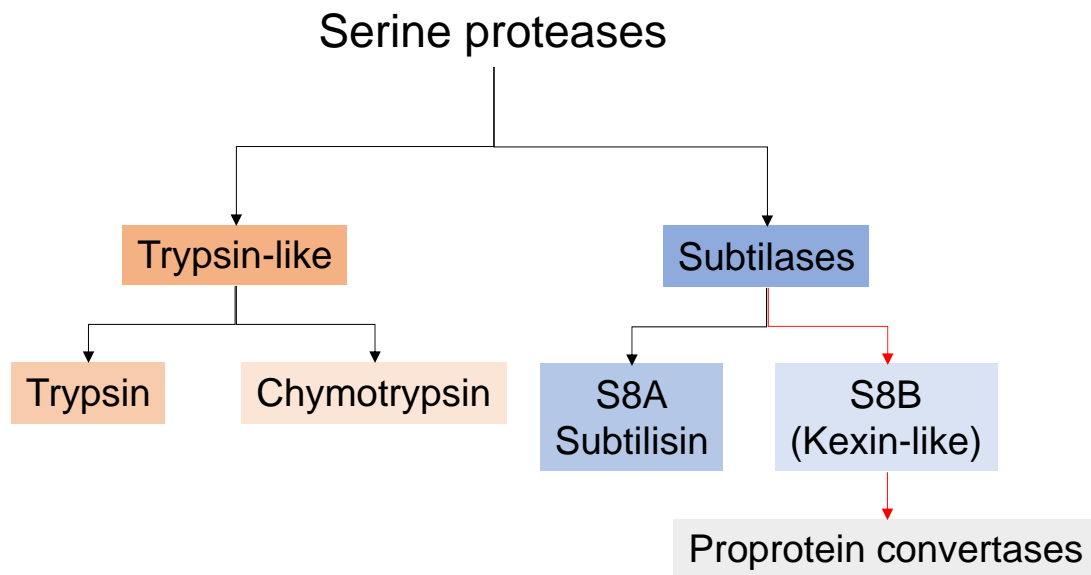 Serine proteases
Trypsin-like
Subtilases
Trypsin
Chymotrypsin
S8A
Subtilisin
S8B
(Kexin-like)
Proprotein convertases